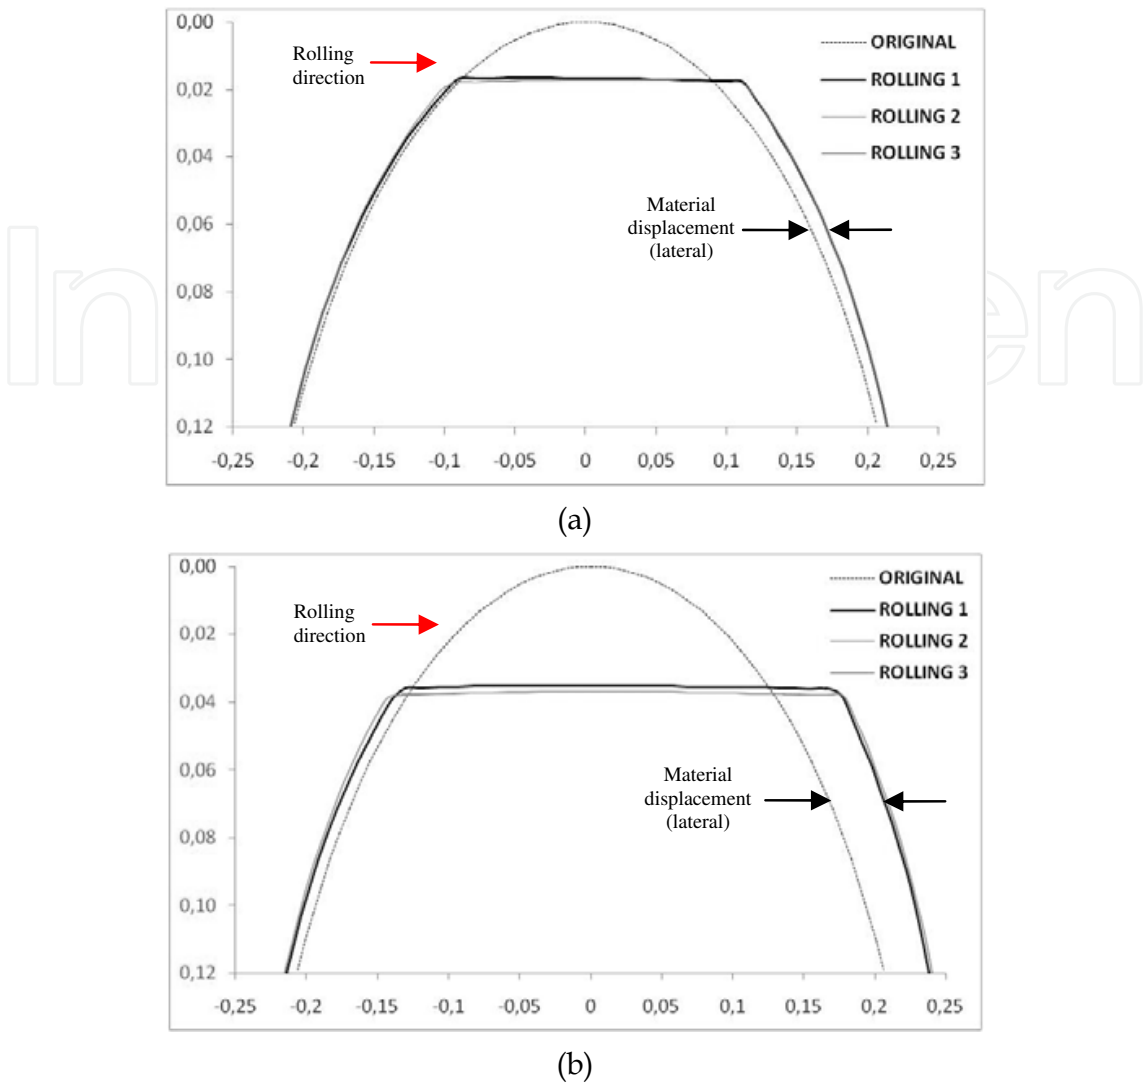 0,00
ORIGINAL
Rolling
direction
ROLLING 1
0,02
ROLLING 2
0,04
ROLLING 3
0,06
Material
displacement
(lateral)
0,08
0,10
0,12
-0,25 -0,2 -0,15 -0,1 -0,05 0 0,05 0,1 0,15 0,2 0,25
(a)
0,00
ORIGINAL
Rolling
direction
ROLLING 1
0,02
ROLLING 2
ROLLING 3
0,04
0,06
Material
displacement
(lateral)
0,08
0,10
0,12
-0,25 -0,2 -0,15 -0,1 -0,05 0 0,05 0,1 0,15 0,2 0,25
(b)